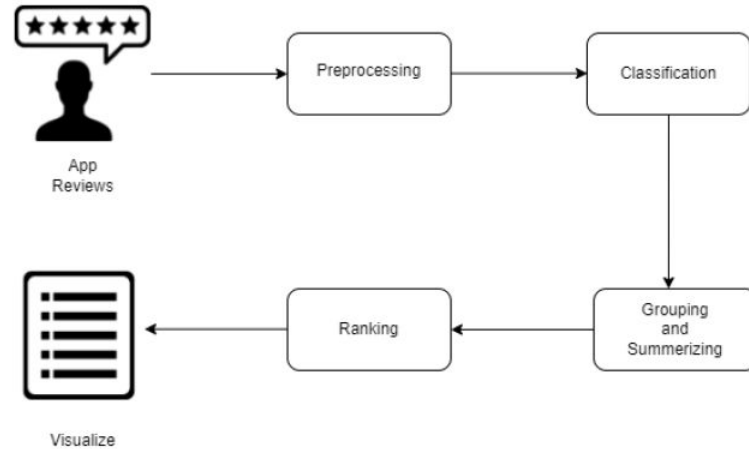 App
Reviews
Preprocessing
Classification
Grouping
and
Summerizing
Ranking
Visualize